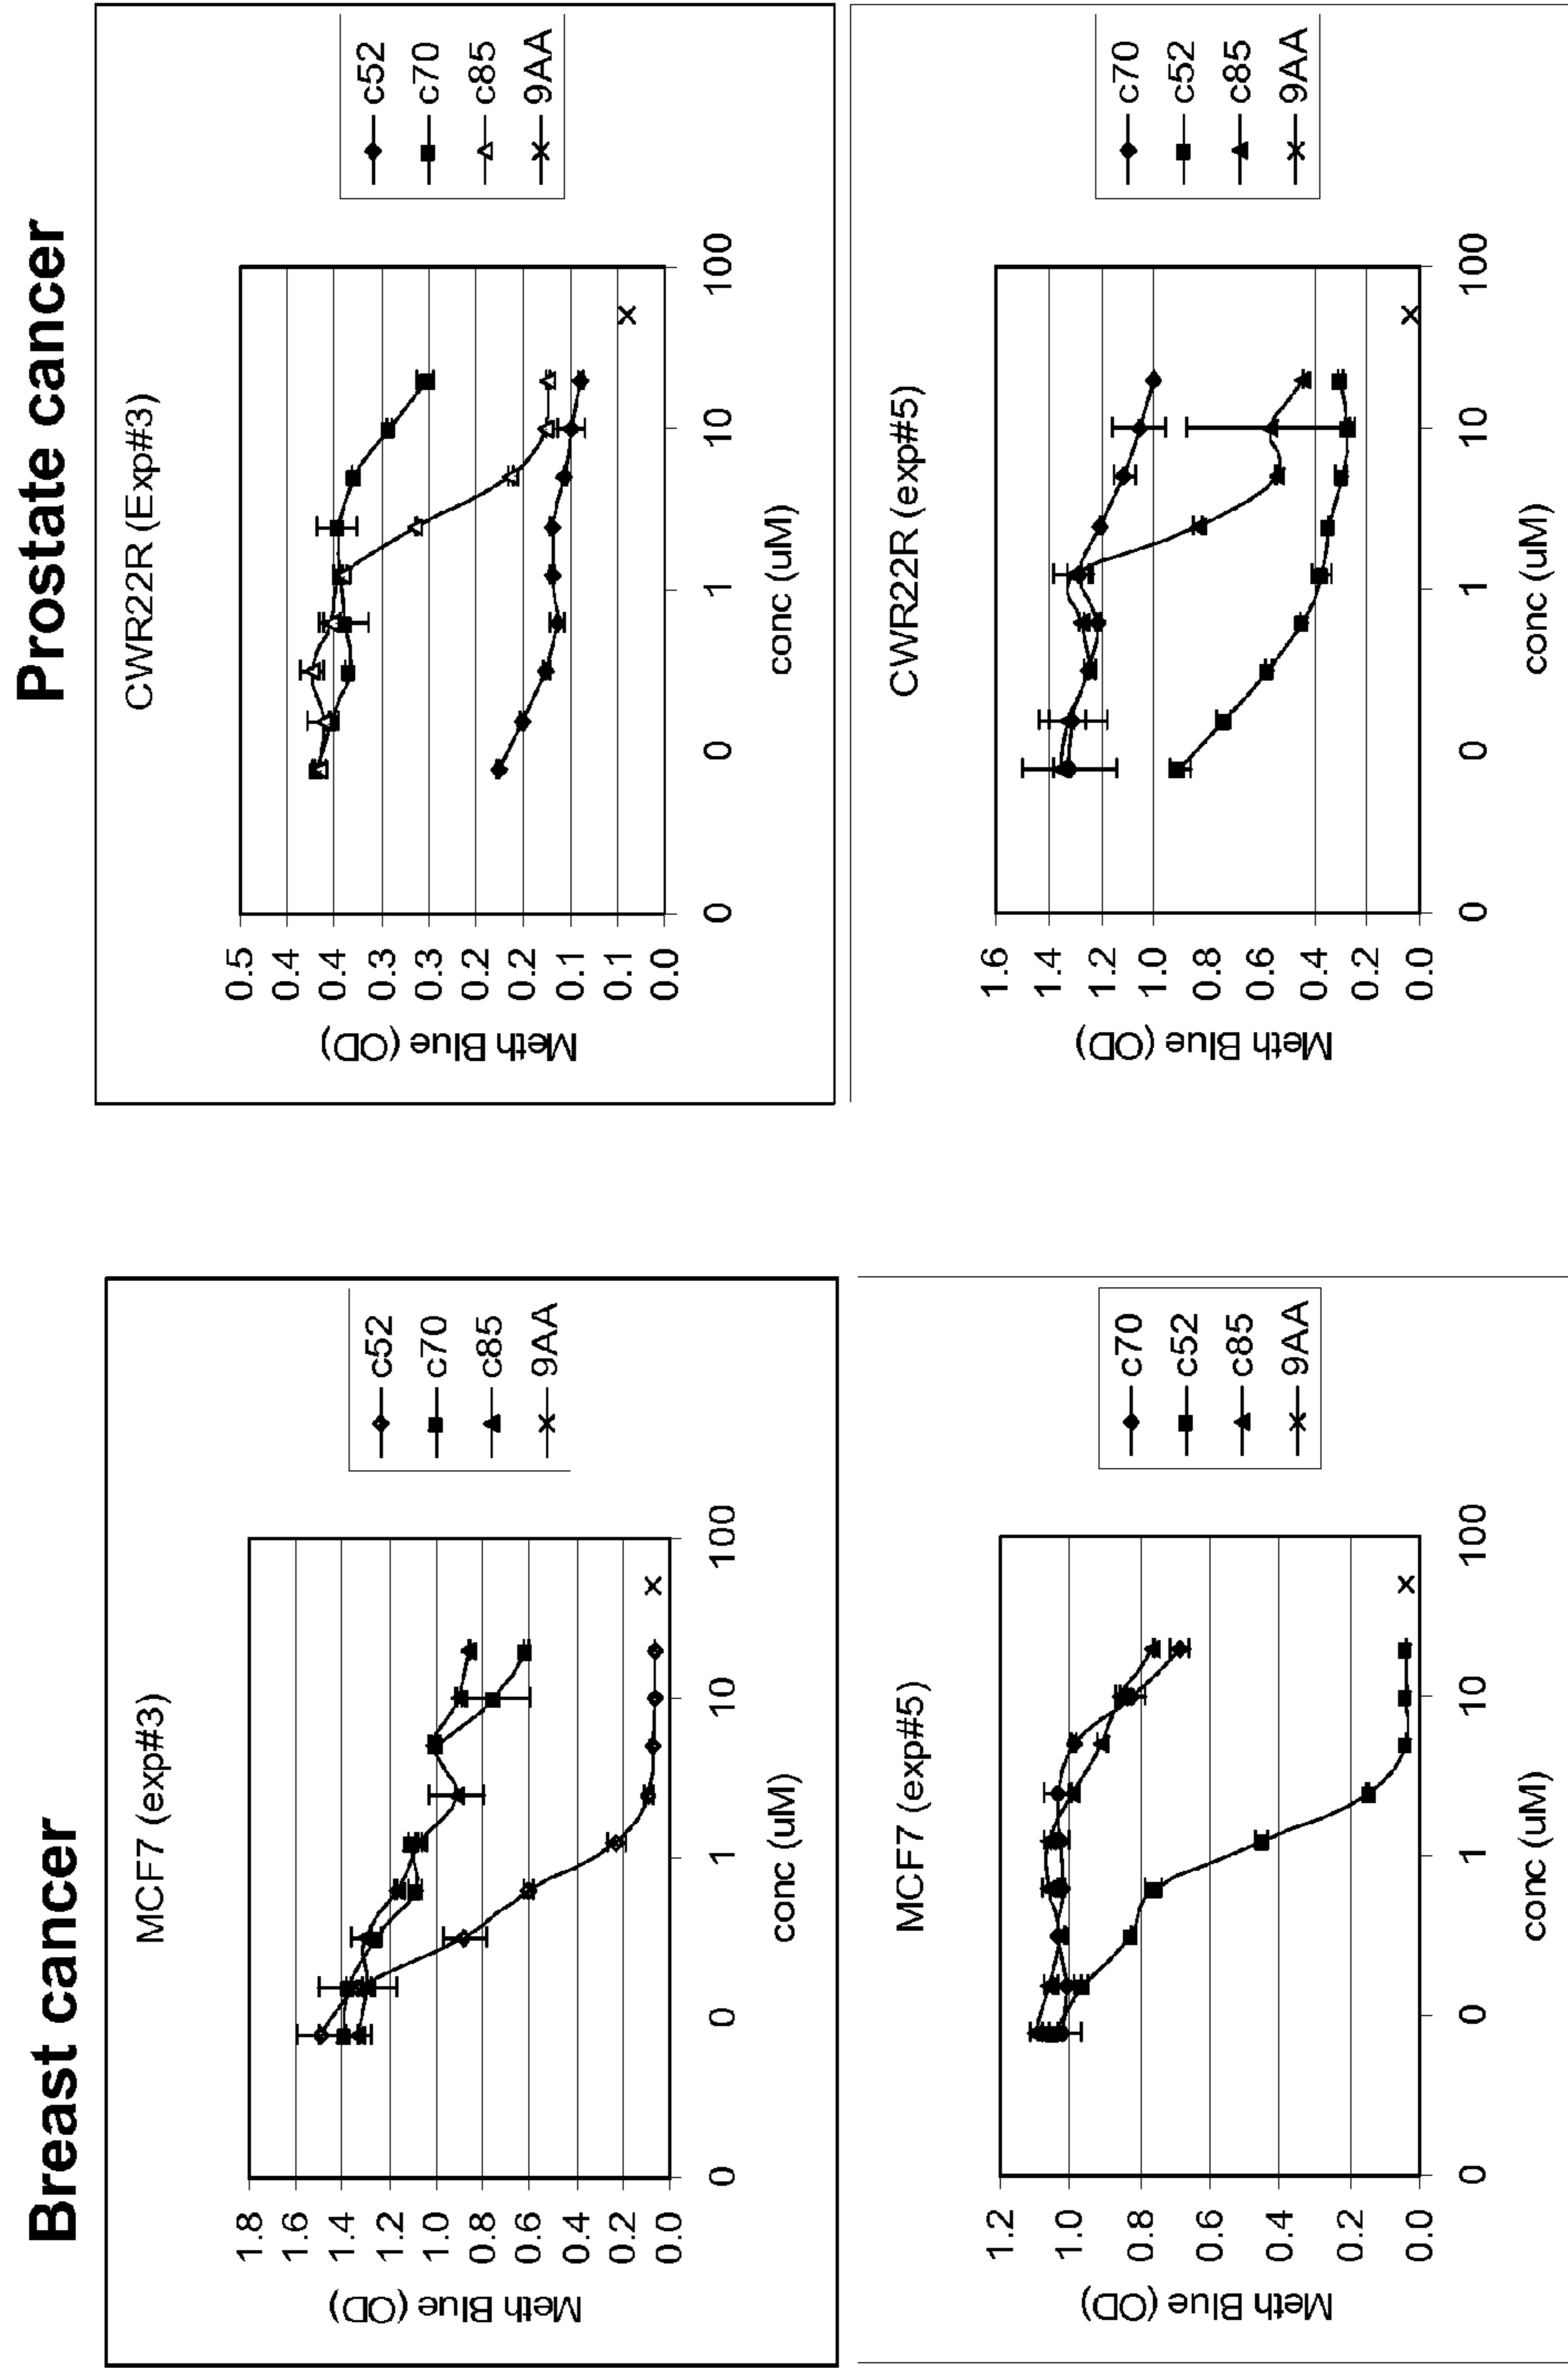 Breast cancer
MCF7 (exp#3)
Meth Blue (OD)
1.8
1.6
1.4
1.2
1.0
0.8
0.6
0.4
0.2
0.0
0 0 1 10 100
conc (uM)
c52
c70
c85
9AA
MCF7 (exp#5)
Meth Blue (OD)
1.2
1.0
0.8
0.6
0.4
0.2
0.0
0 0 1 10 100
conc (uM)
c70
c52
c85
9AA
Prostate cancer
CWR22R (Exp#3)
Meth Blue (OD)
0.5
0.4
0.4
0.3
0.3
0.2
0.2
0.1
0.1
0.0
0 0 1 10 100
conc (uM)
c52
c70
c85
9AA
CWR22R (exp#5)
Meth Blue (OD)
1.6
1.4
1.2
1.0
0.8
0.6
0.4
0.2
0.0
0 0 1 10 100
conc (uM)
c70
c52
c85
9AA